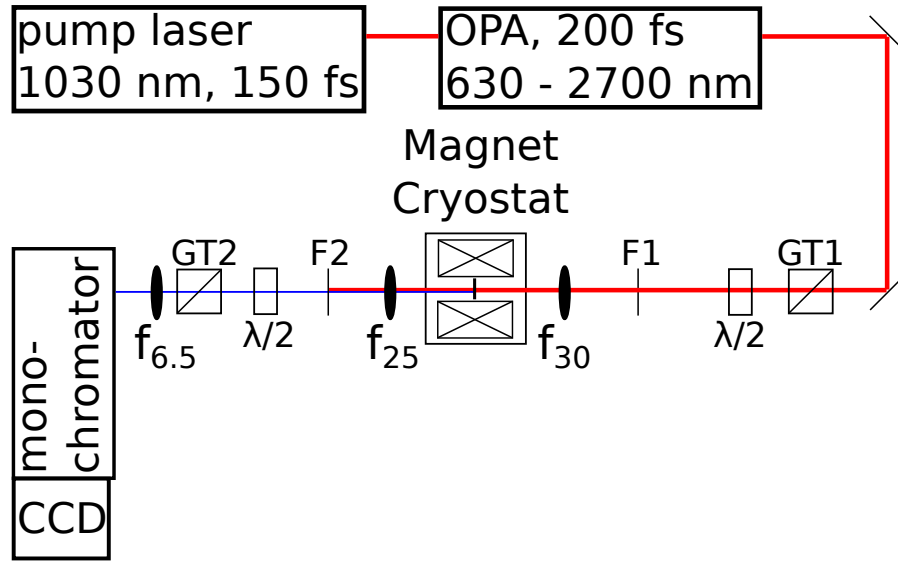 pump laser
1030 nm, 150 fs
OPA, 200 fs
630 - 2700 nm
Magnet
Cryostat
GT2
F2
F1
GT1
f6.5
λ/2
f25
f30
λ/2
mono-
chromator
CCD